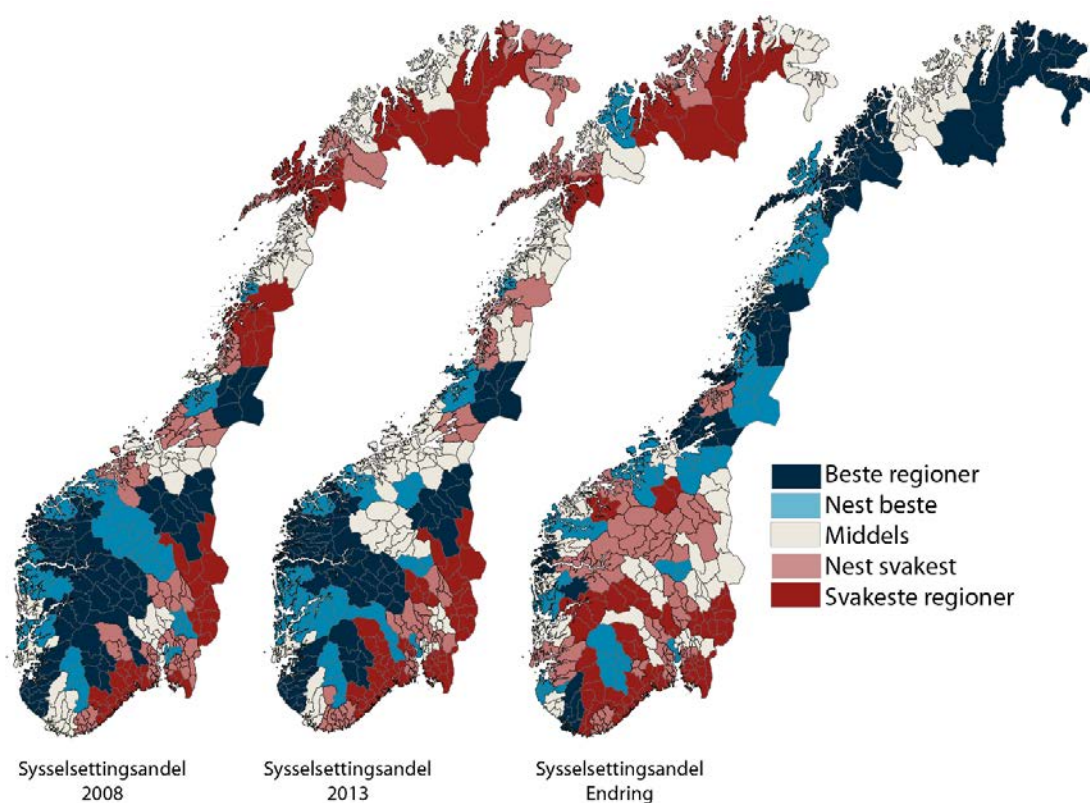 Beste regioner
Nest beste
Middels
Nest svakest
Svakeste regioner
Sysselsettingsandel
2008
Sysselsettingsandel
2013
Sysselsettingsandel
Endring